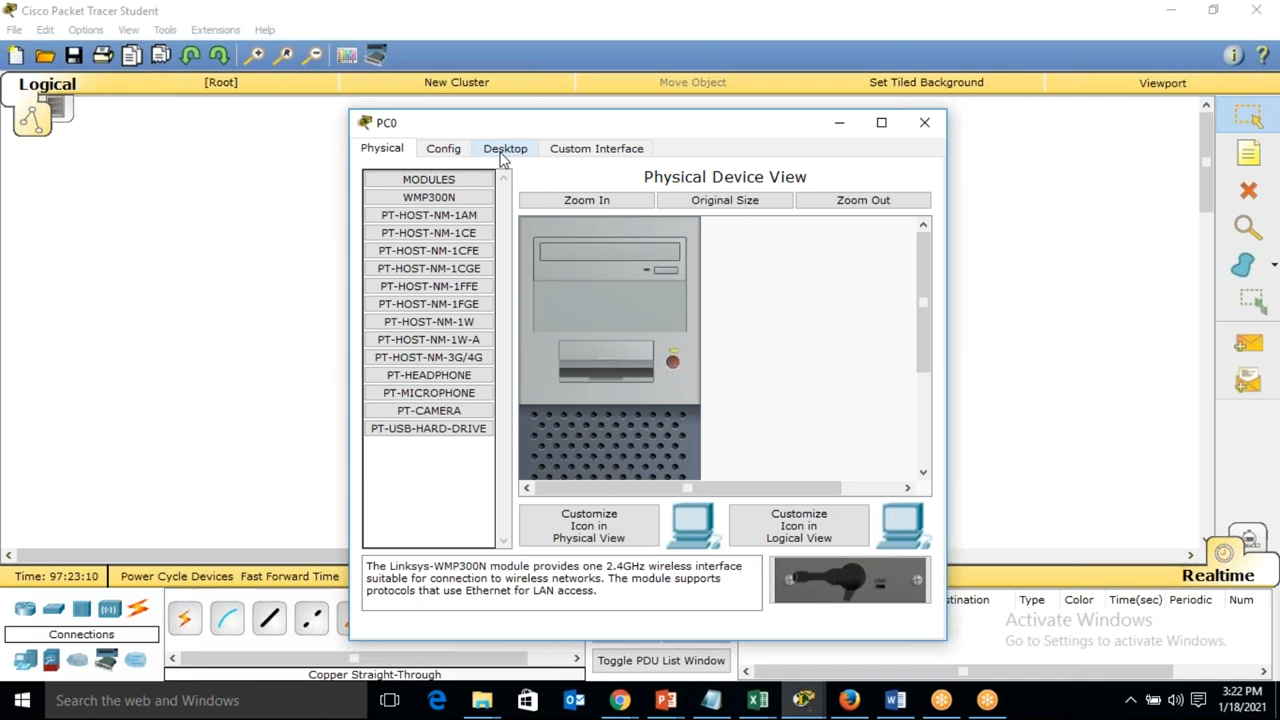 Cisco Packet Tracer Student
File Edit Options View Tools Extensions Help
Logical [Root] New Cluster Move Object Set Tiled Background Viewport
PC0
Physical Config Desktop Custom Interface
MODULES
WMP300N
PT-HOST-NM-1AM
PT-HOST-NM-1CE
PT-HOST-NM-1CFE
PT-HOST-NM-1CGE
PT-HOST-NM-1FFE
PT-HOST-NM-1FGE
PT-HOST-NM-1W
PT-HOST-NM-1W-A
PT-HOST-NM-3G/4G
PT-HEADPHONE
PT-MICROPHONE
PT-CAMERA
PT-USB-HARD-DRIVE
Physical Device View
Zoom In Original Size Zoom Out
Customize
Icon in
Physical View
Customize
Icon in
Logical View
The Linksys-WMP300N module provides one 2.4GHz wireless interface
suitable for connection to wireless networks. The module supports
protocols that use Ethernet for LAN access.
Time: 97:23:10 Power Cycle Devices Fast Forward Time
Realtime
Connections
Copper Straight-Through
Toggle PDU List Window
stination Type Color Time(sec) Periodic Num
Activate Windows
Go to Settings to activate Windows.
Search the web and Windows
3:22 PM
1/18/2021